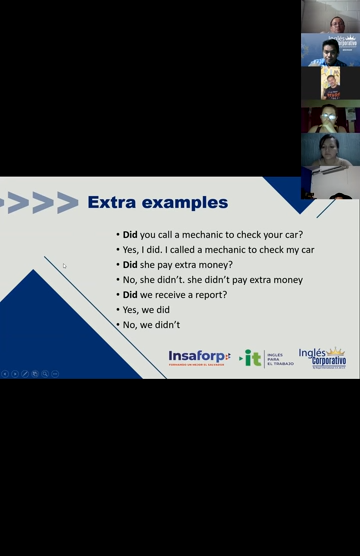 Extra examples
• Did you call a mechanic to check your car?
• Yes, I did. I called a mechanic to check my car
• Did she pay extra money?
• No, she didn't. she didn't pay extra money
• Did we receive a report?
• Yes, we did
• No, we didn't
Insaforp
it INGLÉS PARA EL TRABAJO
Inglés Corporativo